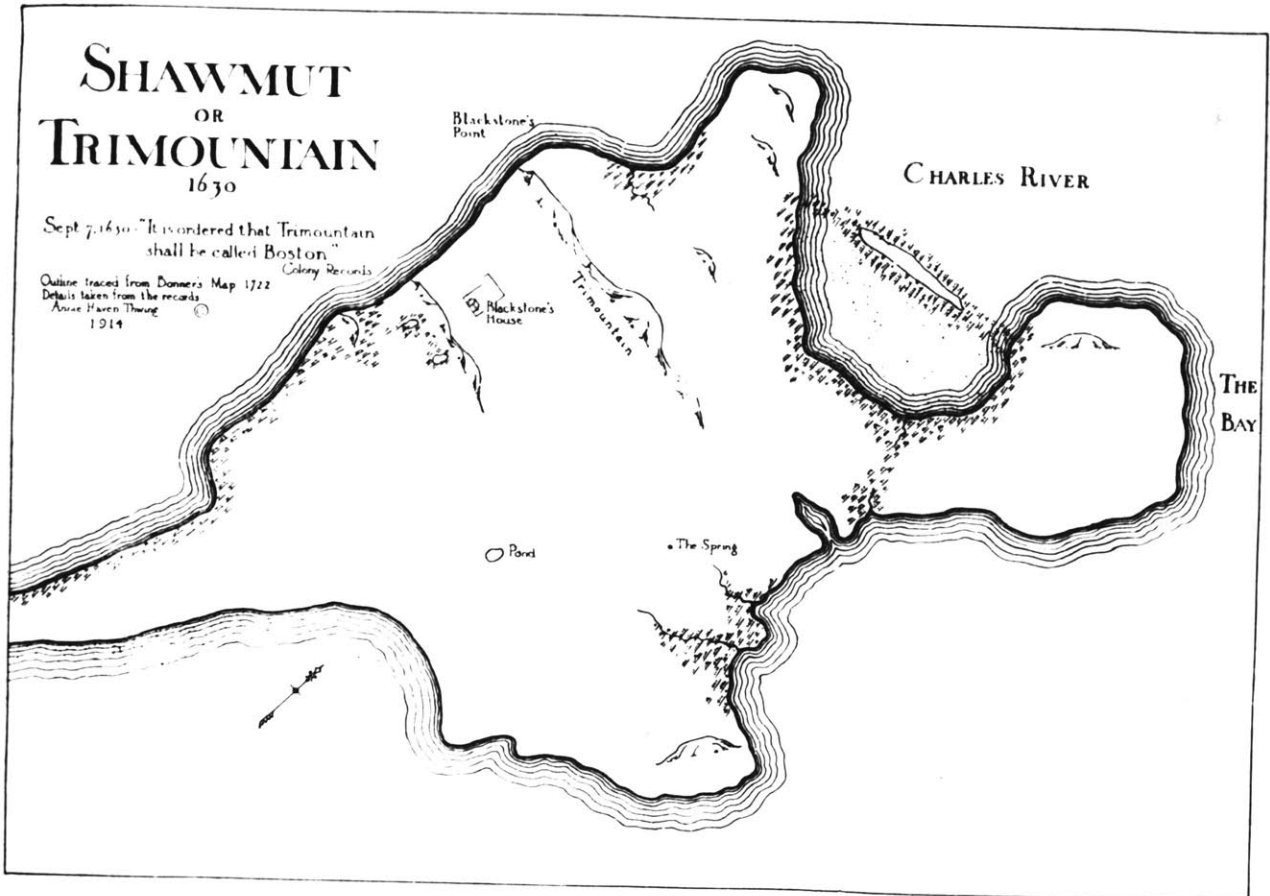 SHAWMUT
OR
TRIMOUNTAIN
1630
Sept 7, 1630 - "It is ordered that Trimountain
shall be called Boston"
Colony Records
Outline traced from Bonner's Map 1722
Details taken from the records
Annie Haven Thwing
1914
Blackstone's
Point
CHARLES RIVER
Blackstone's
House
Trimountain
THE
BAY
Pond
The Spring